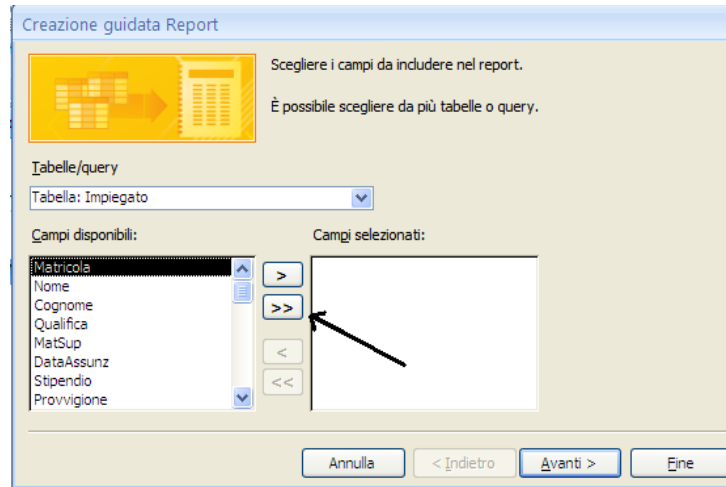 Creazione guidata Report
Scegliere i campi da includere nel report.
È possibile scegliere da più tabelle o query.
Tabelle/query
Tabella: Impiegato
Campi disponibili:
Campi selezionati:
Matricola
Nome
Cognome
Qualifica
MatSup
DataAssunz
Stipendio
Provvigione
>
>>
<
<<
Annulla
< Indietro
Avanti >
Fine